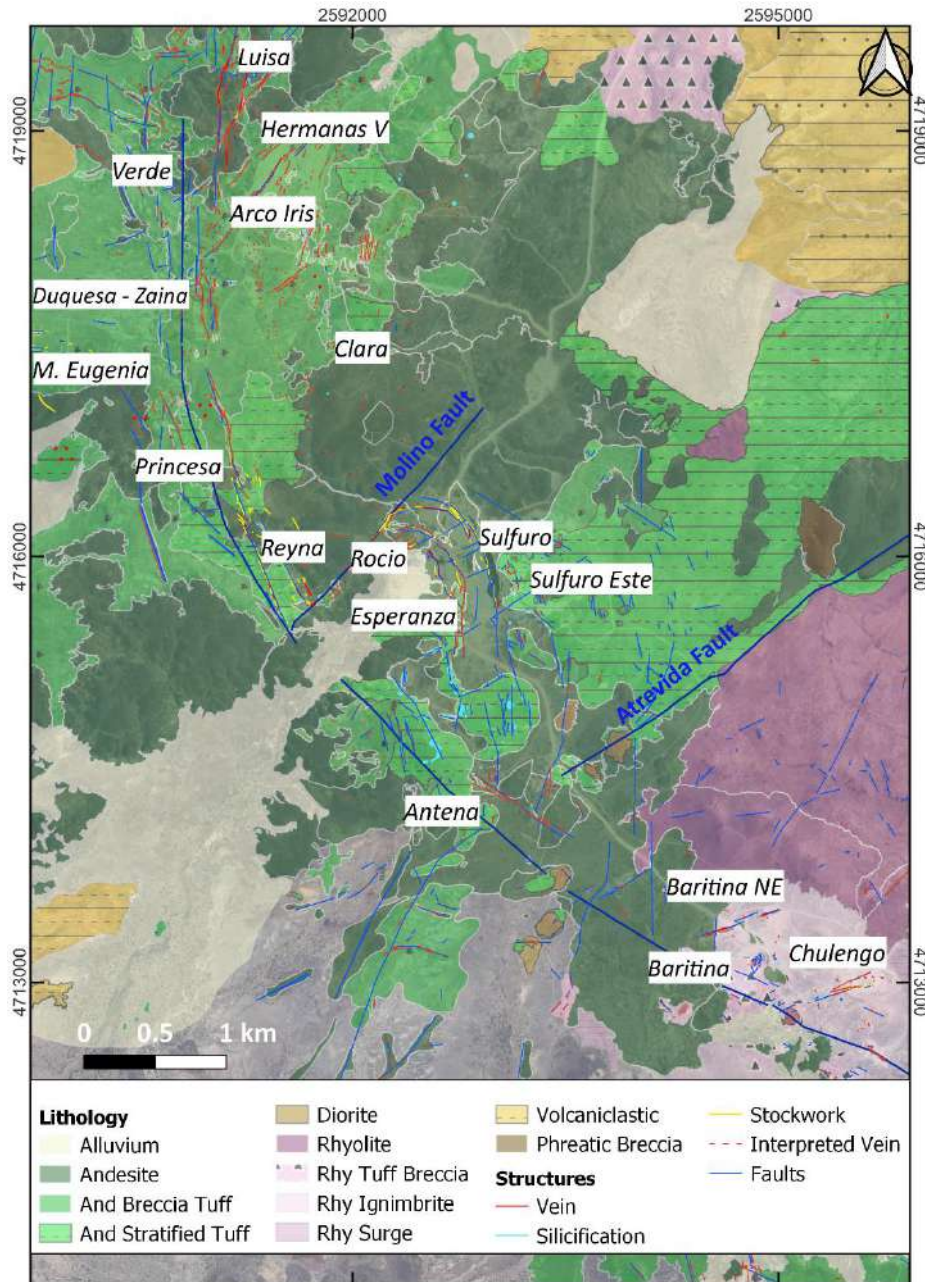 2592000
2595000
4719000
4719000
Luisa
Hermanas V
Verde
Arco Iris
Duquesa - Zaina
Clara
M. Eugenia
Molino Fault
Princesa
Reyna
Rocio
Sulfuro
4716000
4716000
Sulfuro Este
Esperanza
Atrevida Fault
Antena
Baritina NE
Baritina
Chulengo
4713000
4713000
0 0.5 1 km
Lithology
Alluvium
Andesite
And Breccia Tuff
And Stratified Tuff
Diorite
Rhyolite
Rhy Tuff Breccia
Rhy Ignimbrite
Rhy Surge
Volcaniclastic
Phreatic Breccia
Structures
Vein
Silicification
Stockwork
Interpreted Vein
Faults